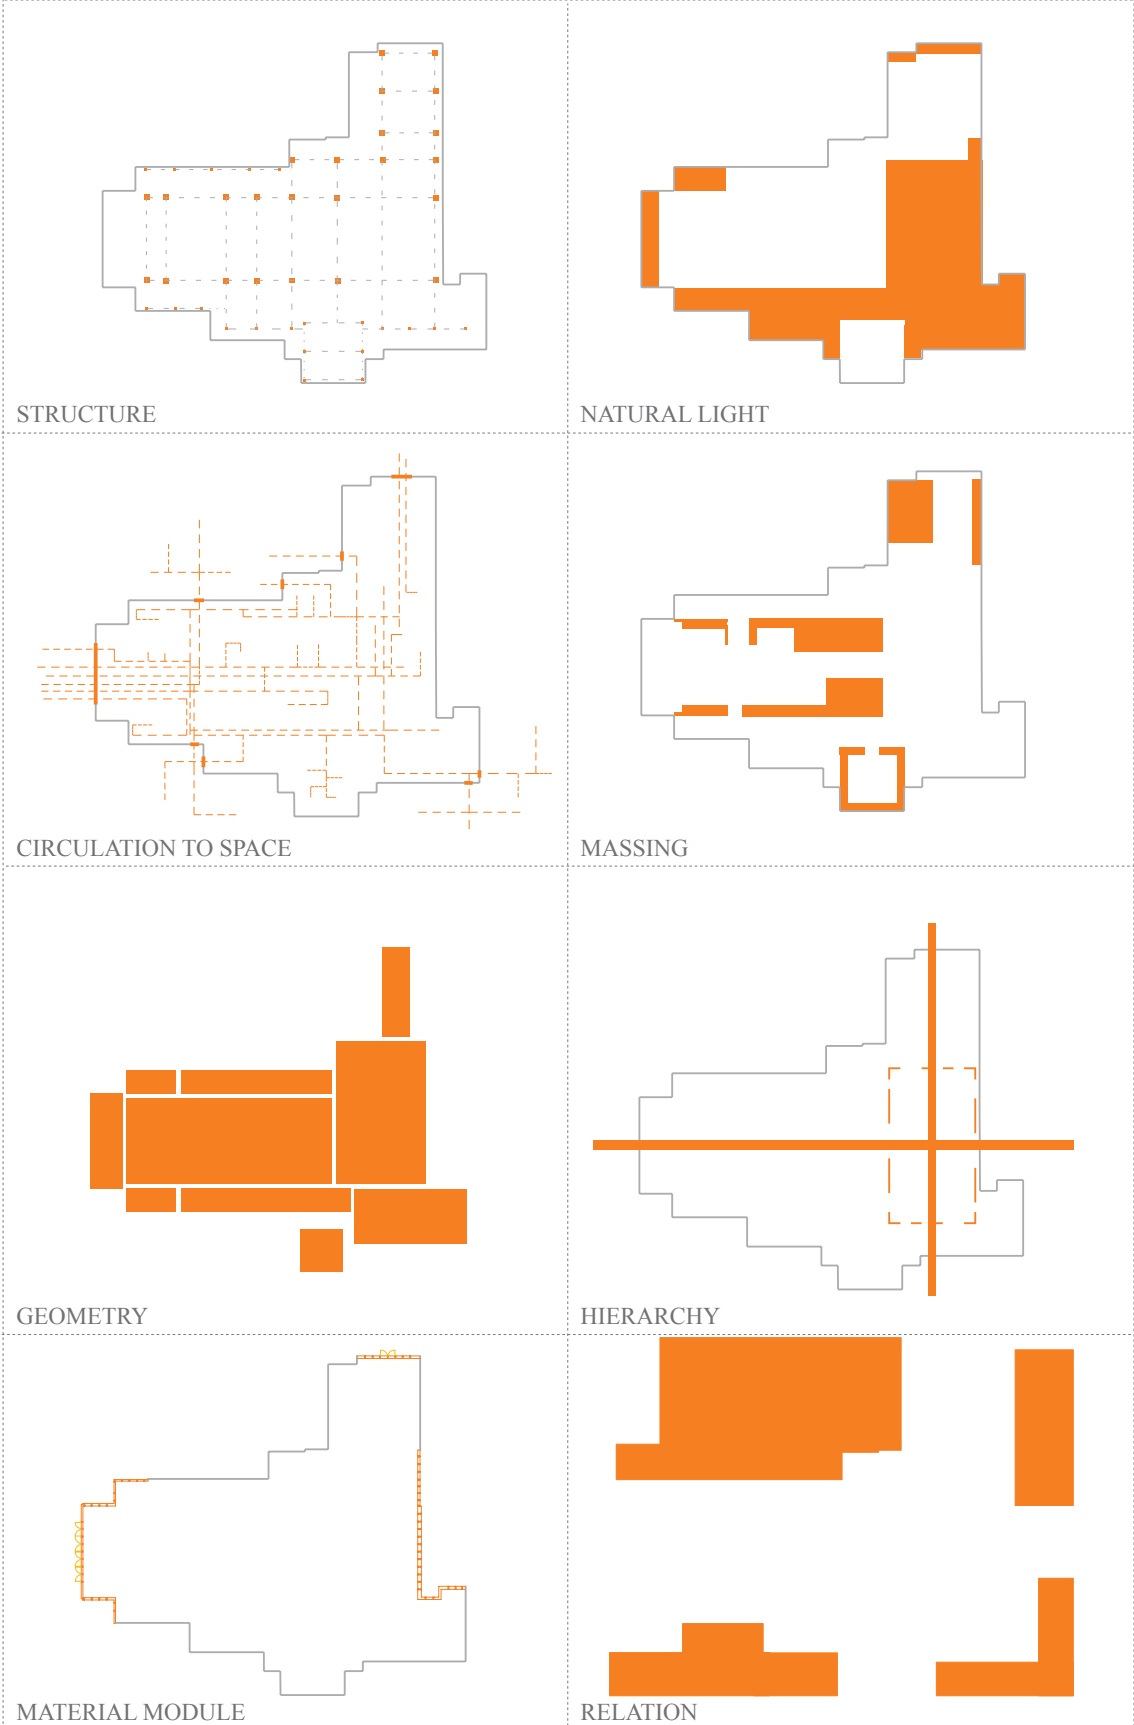 STRUCTURE
NATURAL LIGHT
CIRCULATION TO SPACE
MASSING
GEOMETRY
HIERARCHY
MATERIAL MODULE
RELATION